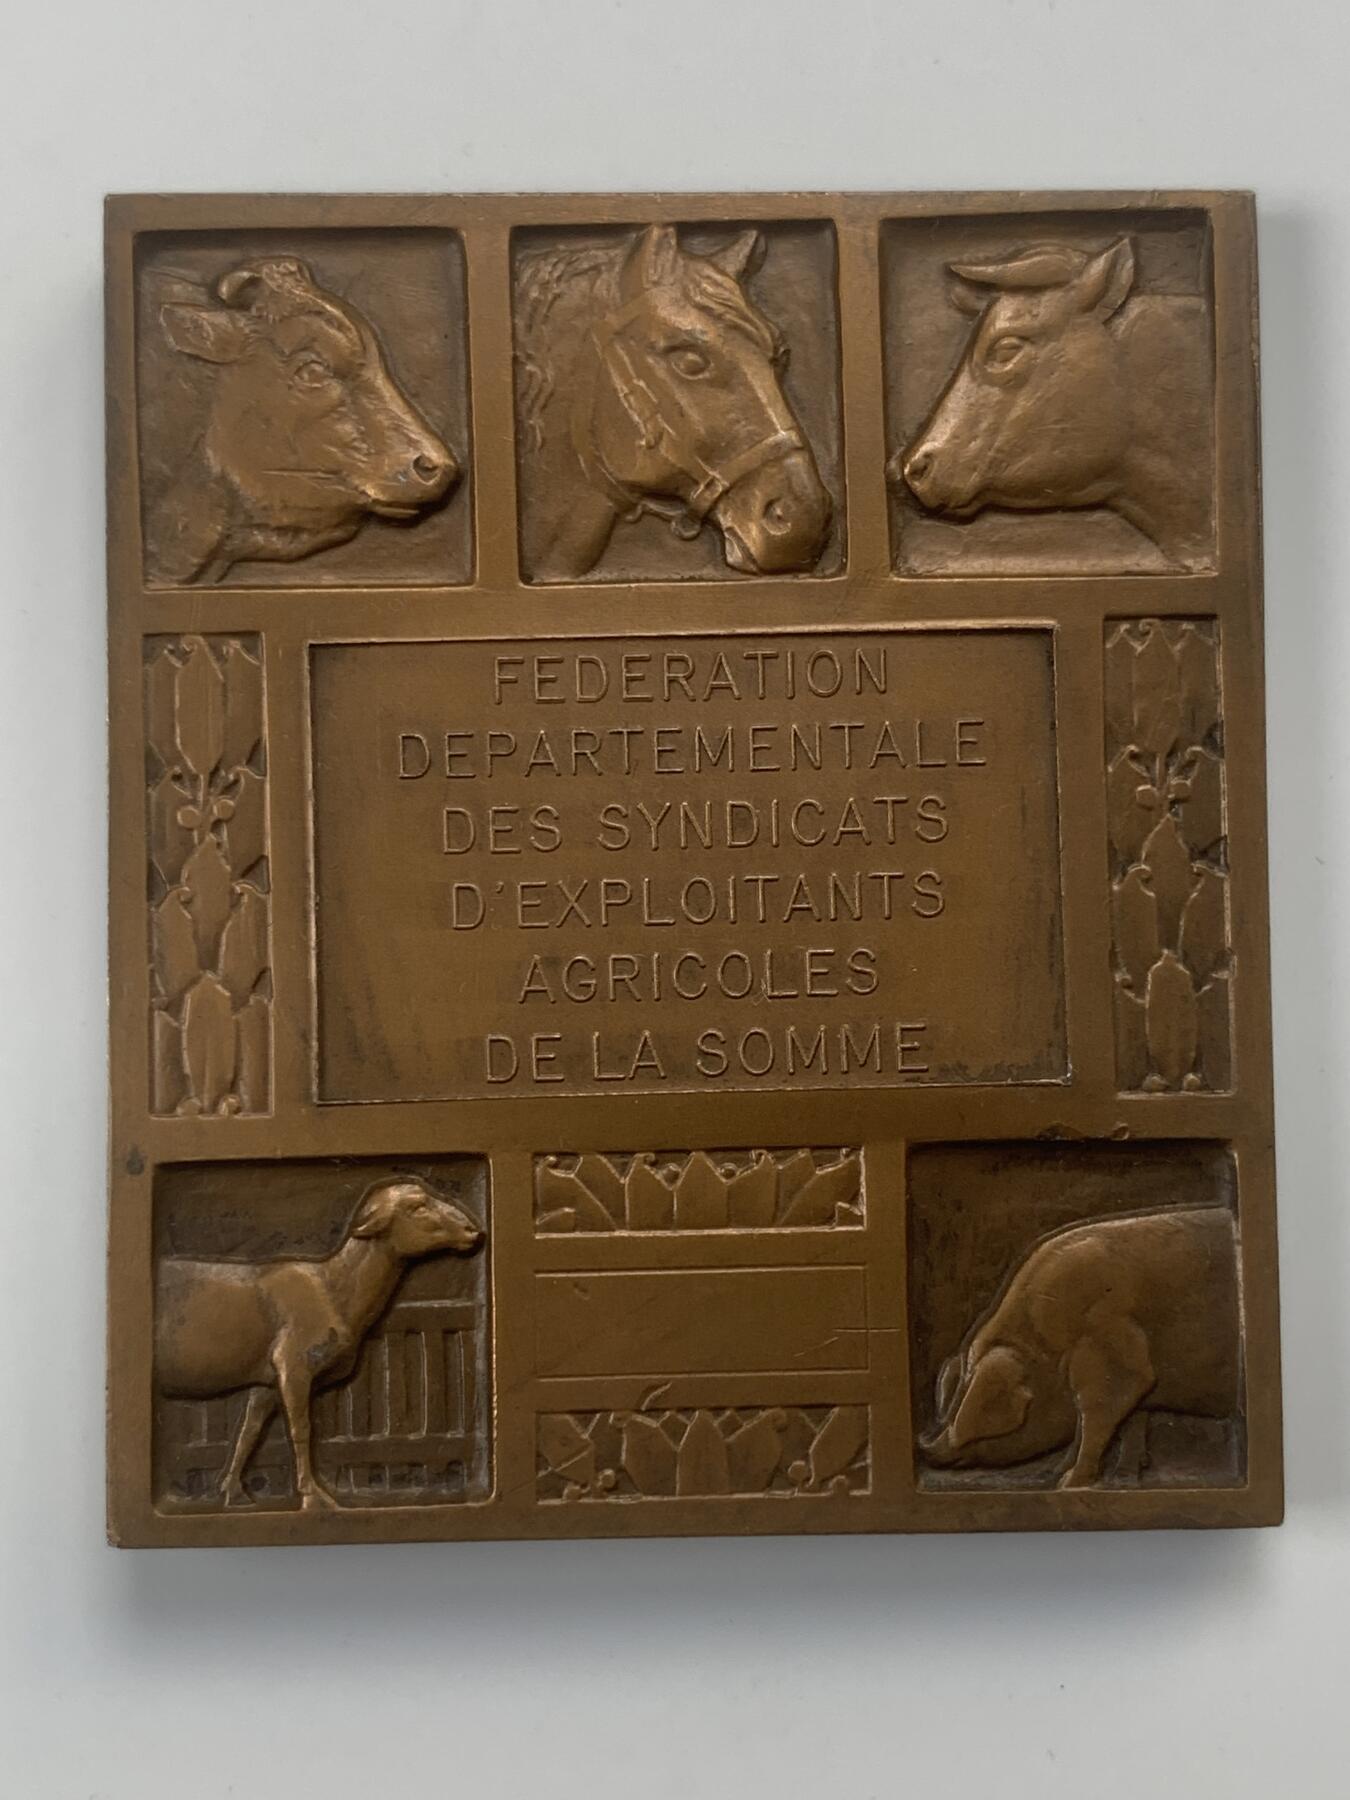 FEDERATION
DEPARTEMENTALE
DES SYNDICATS
D'EXPLOITANTS
AGRICOLES
DE LA SOMME